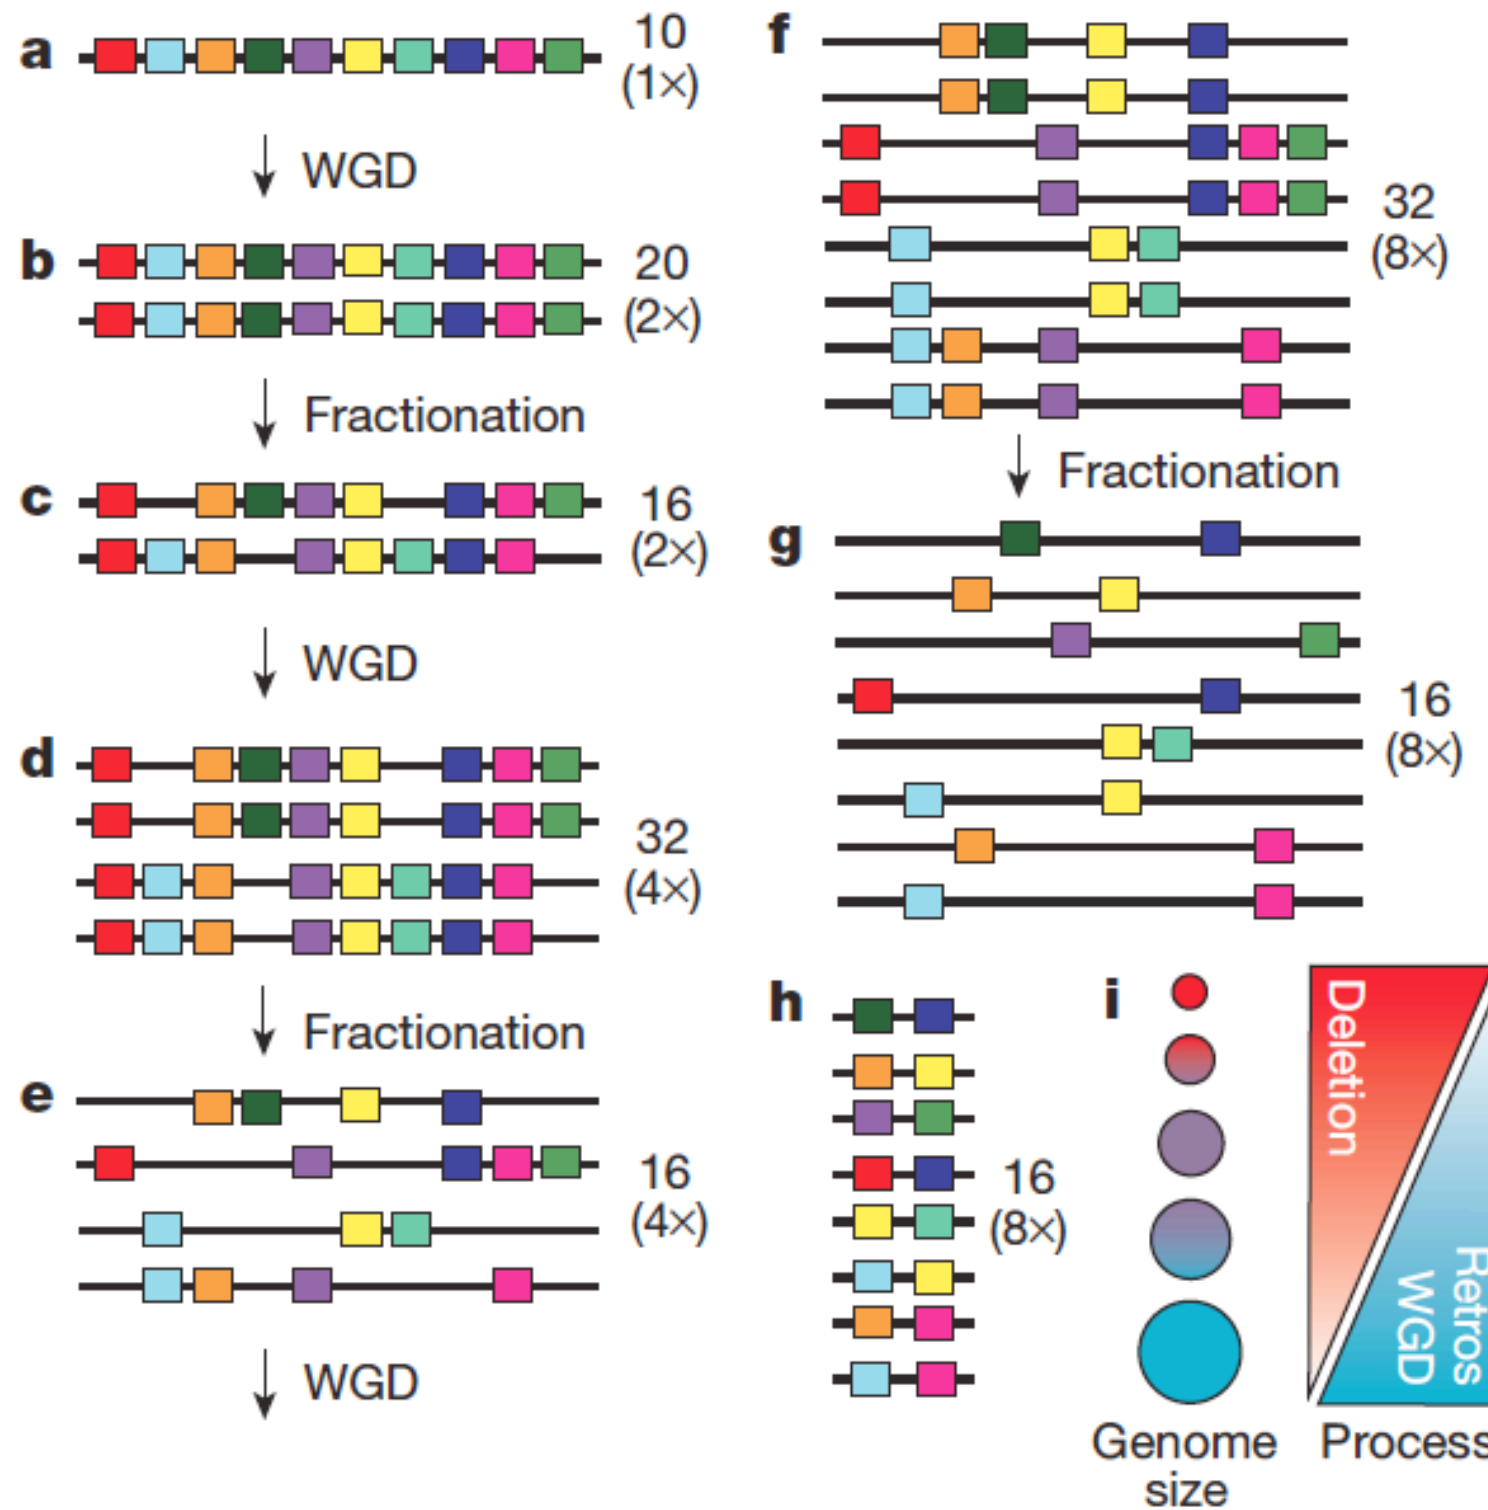 a
10
(1×)
WGD
b
20
(2×)
Fractionation
c
16
(2×)
WGD
d
32
(4×)
Fractionation
e
16
(4×)
WGD
f
32
(8×)
Fractionation
g
16
(8×)
h
16
(8×)
i
Deletion
Retros
WGD
Genome
size
Process